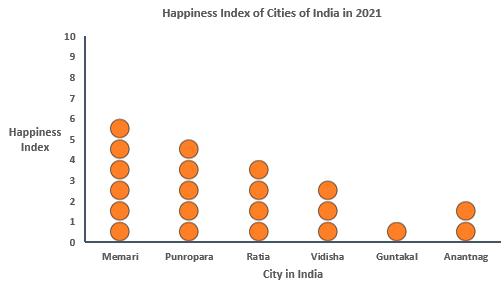 Happiness Index of Cities of India in 2021
10
9
8
7
6
5
4
3
2
1
0
Happiness
Index
Memari Punropara Ratia Vidisha Guntakal Anantnag
City in India